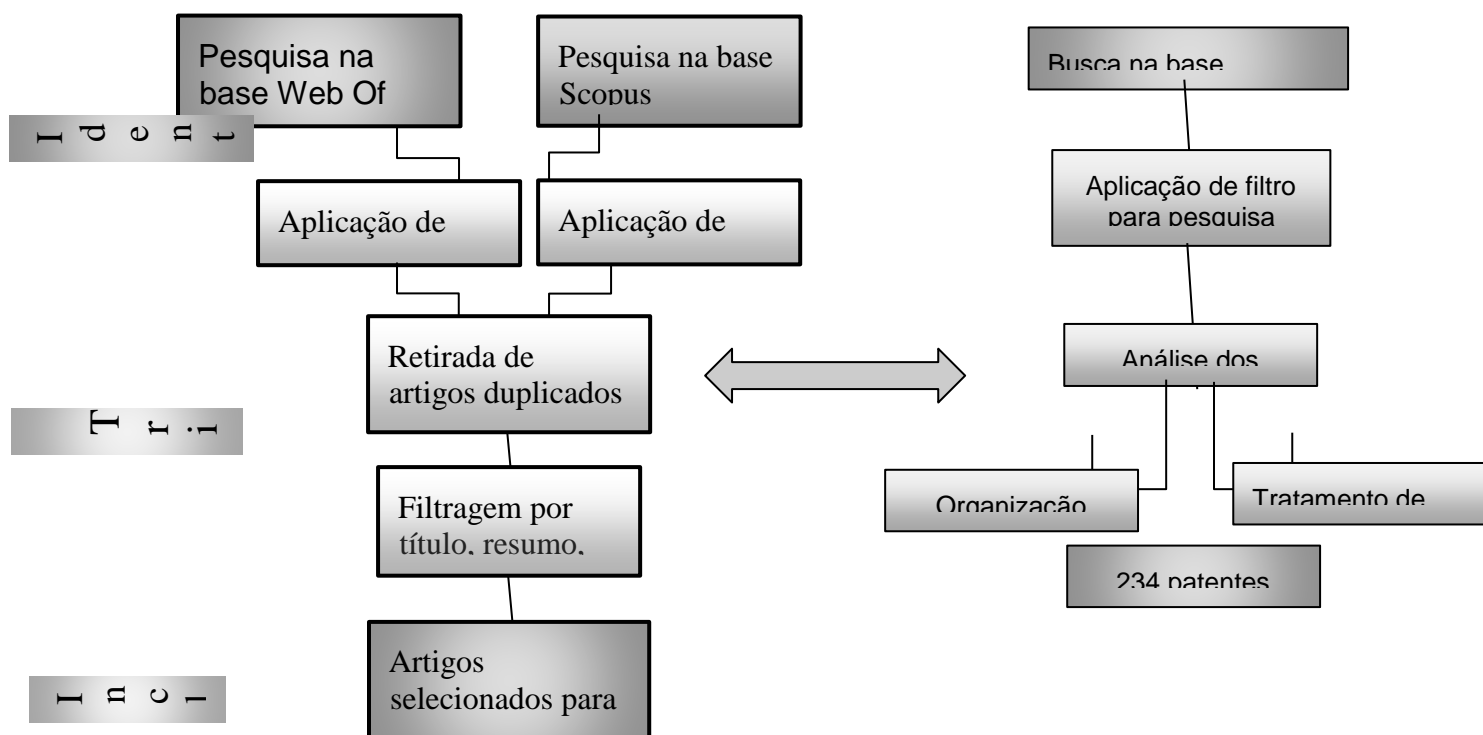 Pesquisa na
base Web Of
Pesquisa na base
Scopus
Busca na base
I d e n t
Aplicação de
Aplicação de
Aplicação de filtro
para pesquisa
Retirada de
artigos duplicados
Análise dos
T r i
Filtragem por
título, resumo,
Organização
Tratamento de
234 patentes
Artigos
selecionados para
I n c l